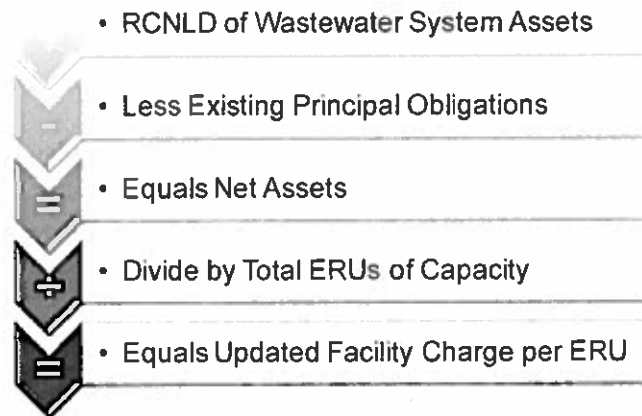 • RCNLD of Wastewater System Assets
- • Less Existing Principal Obligations
= • Equals Net Assets
÷ • Divide by Total ERUs of Capacity
= • Equals Updated Facility Charge per ERU